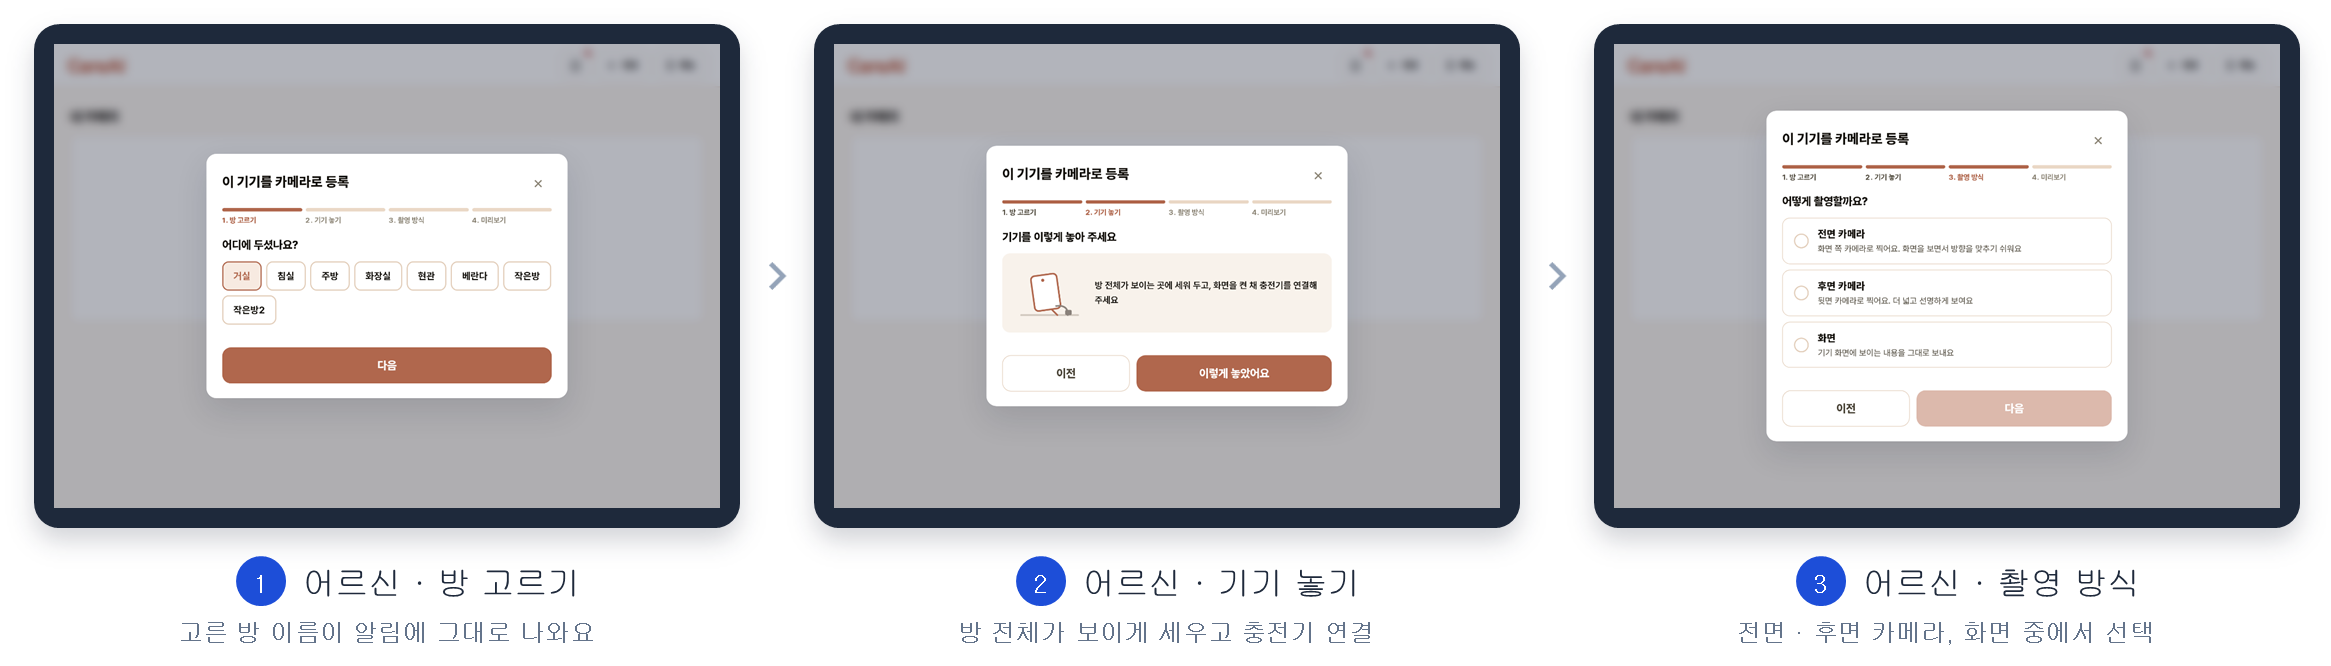 이 기기를 카메라로 등록
1. 방 고르기 2. 기기 놓기 3. 촬영 방식 4. 미리보기
어디에 두셨나요?
거실 침실 주방 화장실 현관 베란다 작은방
작은방2
다음
이 기기를 카메라로 등록
1. 방 고르기 2. 기기 놓기 3. 촬영 방식 4. 미리보기
기기를 이렇게 놓아 주세요
방 전체가 보이는 곳에 세워 두고, 화면을 켠 채 충전기를 연결해
주세요
이전 이렇게 놓았어요
이 기기를 카메라로 등록
1. 방 고르기 2. 기기 놓기 3. 촬영 방식 4. 미리보기
어떻게 촬영할까요?
전면 카메라
화면 쪽 카메라로 찍어요. 화면을 보면서 방향을 맞추기 쉬워요
후면 카메라
뒷면 카메라로 찍어요. 더 넓고 선명하게 보여요
화면
기기 화면에 보이는 내용을 그대로 보내요
이전 다음
1 어르신 · 방 고르기
고른 방 이름이 알림에 그대로 나와요
2 어르신 · 기기 놓기
방 전체가 보이게 세우고 충전기 연결
3 어르신 · 촬영 방식
전면 · 후면 카메라, 화면 중에서 선택